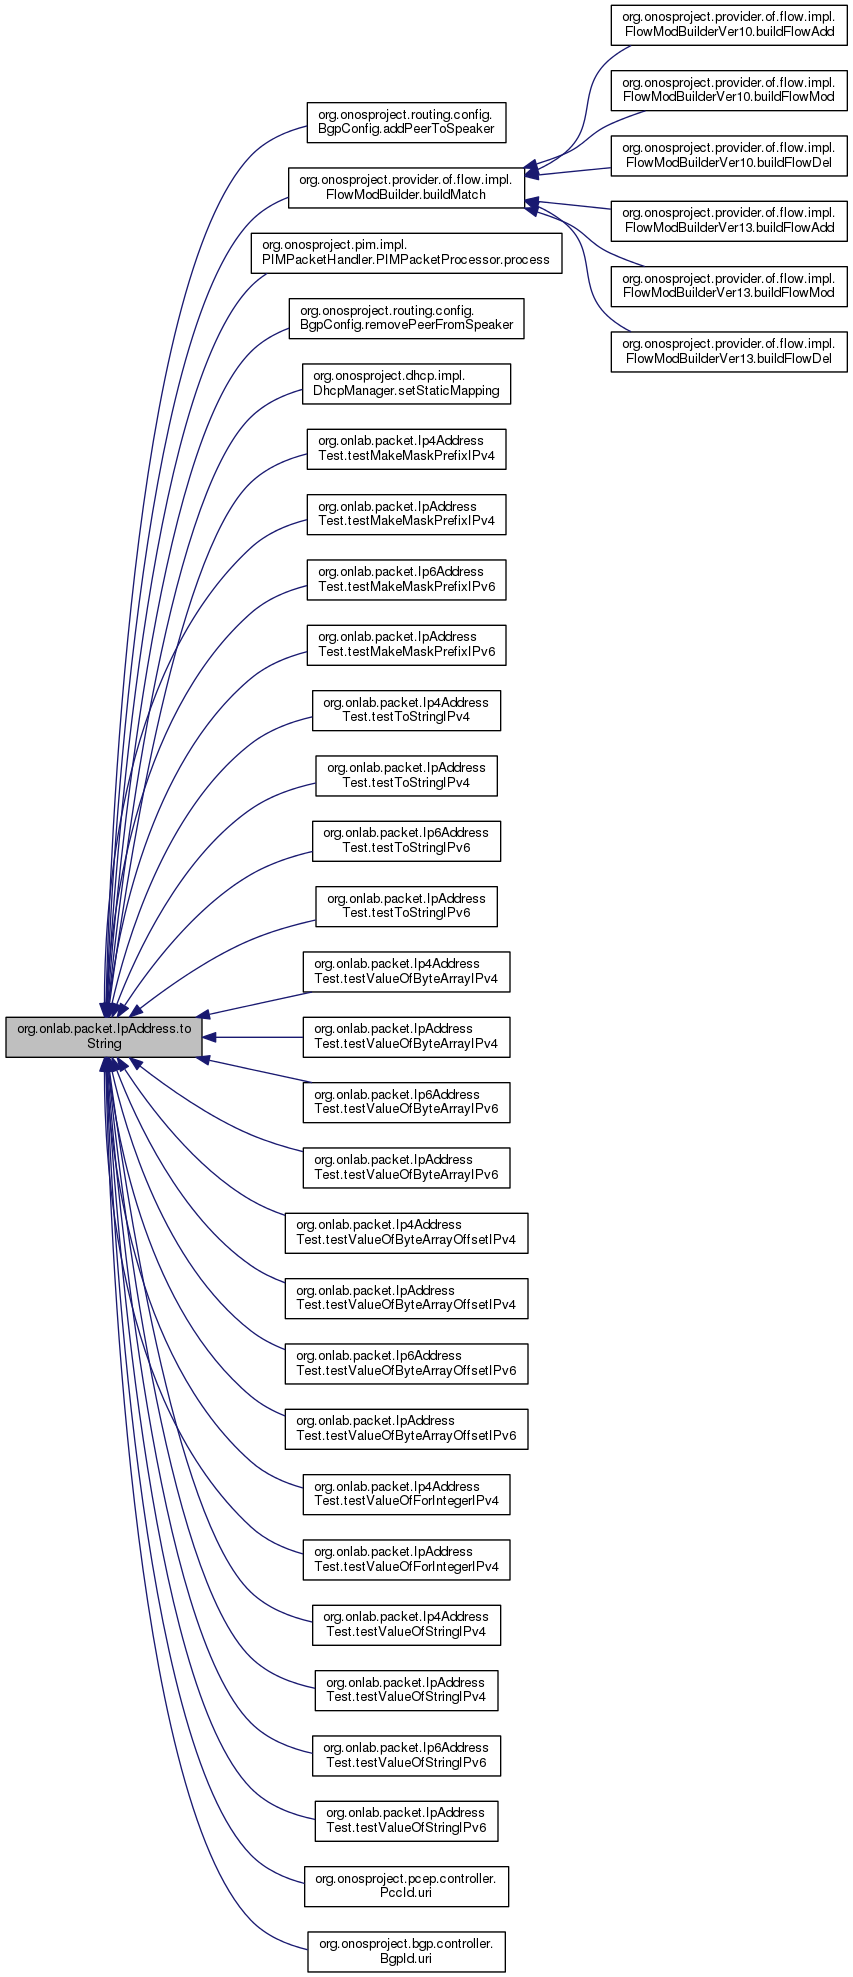 org.onosproject.provider.of.flow.impl.
FlowModBuilderVer10.buildFlowAdd
org.onosproject.provider.of.flow.impl.
FlowModBuilderVer10.buildFlowMod
org.onosproject.provider.of.flow.impl.
FlowModBuilderVer10.buildFlowDel
org.onosproject.provider.of.flow.impl.
FlowModBuilderVer13.buildFlowAdd
org.onosproject.provider.of.flow.impl.
FlowModBuilderVer13.buildFlowMod
org.onosproject.provider.of.flow.impl.
FlowModBuilderVer13.buildFlowDel
org.onosproject.routing.config.
BgpConfig.addPeerToSpeaker
org.onosproject.provider.of.flow.impl.
FlowModBuilder.buildMatch
org.onosproject.pim.impl.
PIMPacketHandler.PIMPacketProcessor.process
org.onosproject.routing.config.
BgpConfig.removePeerFromSpeaker
org.onosproject.dhcp.impl.
DhcpManager.setStaticMapping
org.onlab.packet.Ip4Address
Test.testMakeMaskPrefixIPv4
org.onlab.packet.IpAddress
Test.testMakeMaskPrefixIPv4
org.onlab.packet.Ip6Address
Test.testMakeMaskPrefixIPv6
org.onlab.packet.IpAddress
Test.testMakeMaskPrefixIPv6
org.onlab.packet.Ip4Address
Test.testToStringIPv4
org.onlab.packet.IpAddress
Test.testToStringIPv4
org.onlab.packet.Ip6Address
Test.testToStringIPv6
org.onlab.packet.IpAddress
Test.testToStringIPv6
org.onlab.packet.Ip4Address
Test.testValueOfByteArrayIPv4
org.onlab.packet.IpAddress.to
String
org.onlab.packet.IpAddress
Test.testValueOfByteArrayIPv4
org.onlab.packet.Ip6Address
Test.testValueOfByteArrayIPv6
org.onlab.packet.IpAddress
Test.testValueOfByteArrayIPv6
org.onlab.packet.Ip4Address
Test.testValueOfByteArrayOffsetIPv4
org.onlab.packet.IpAddress
Test.testValueOfByteArrayOffsetIPv4
org.onlab.packet.Ip6Address
Test.testValueOfByteArrayOffsetIPv6
org.onlab.packet.IpAddress
Test.testValueOfByteArrayOffsetIPv6
org.onlab.packet.Ip4Address
Test.testValueOfForIntegerIPv4
org.onlab.packet.IpAddress
Test.testValueOfForIntegerIPv4
org.onlab.packet.Ip4Address
Test.testValueOfStringIPv4
org.onlab.packet.IpAddress
Test.testValueOfStringIPv4
org.onlab.packet.Ip6Address
Test.testValueOfStringIPv6
org.onlab.packet.IpAddress
Test.testValueOfStringIPv6
org.onosproject.pcep.controller.
PccId.uri
org.onosproject.bgp.controller.
BgpId.uri